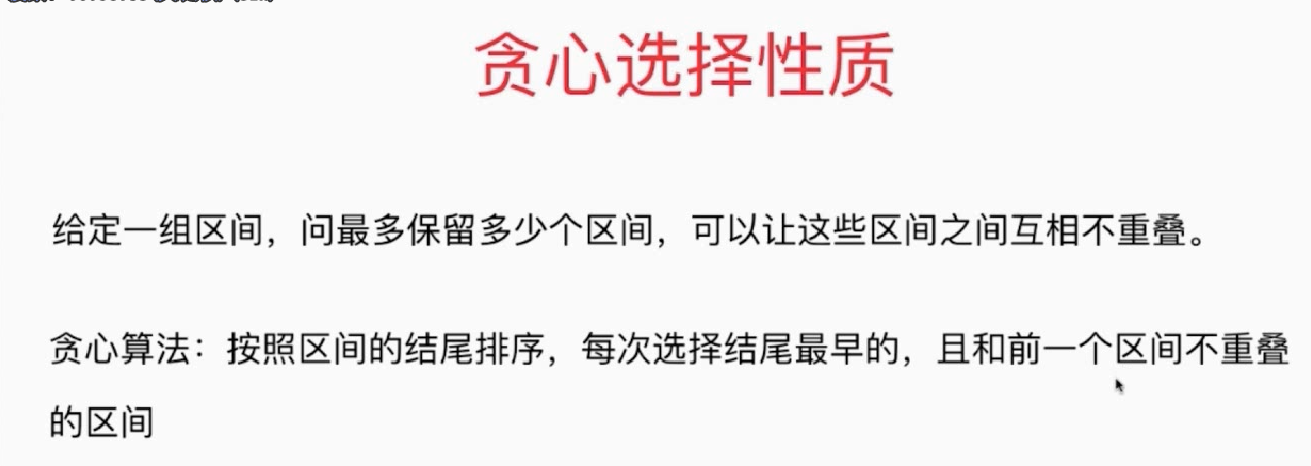 贪心选择性质
给定一组区间，问最多保留多少个区间，可以让这些区间之间互相不重叠。
贪心算法：按照区间的结尾排序，每次选择结尾最早的，且和前一个区间不重叠
的区间